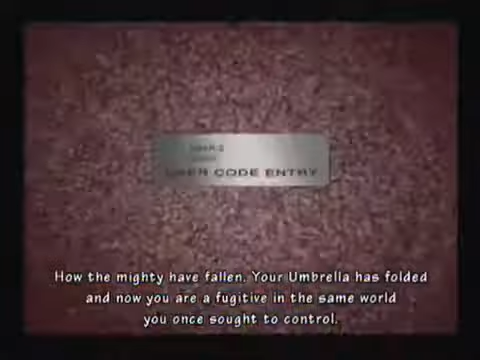 USER CODE ENTRY
How the mighty have fallen. Your Umbrella has folded
and now you are a fugitive in the same world
you once sought to control.